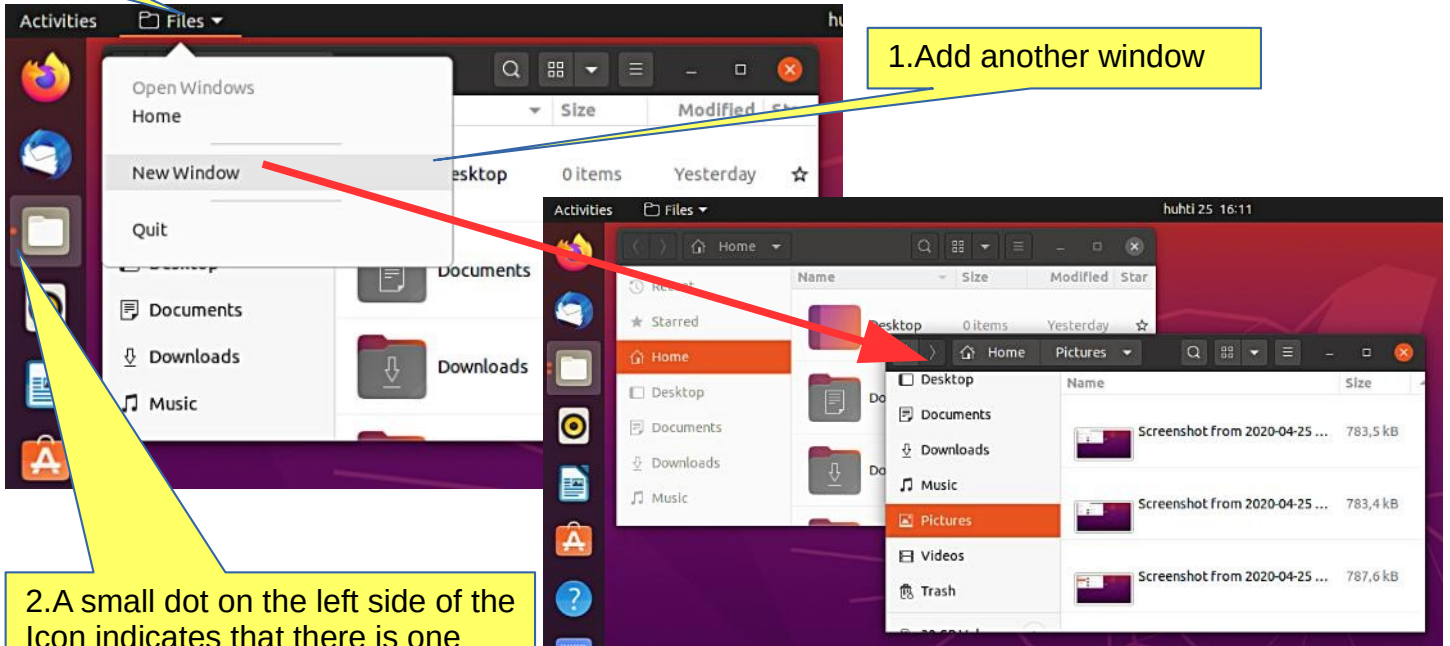 Activities Files
1.Add another window
Open Windows
Home
New Window
Quit
Size Modified
esktop 0 items Yesterday
Documents
Documents
Downloads
Downloads
Music
2.A small dot on the left side of the
Icon indicates that there is one
Activities Files huhti 25 16:11
Home
Name Size Modified Star
Starred
Desktop 0 items Yesterday
Home
Desktop
Do
Documents
Downloads
Do
Music
Home Pictures
Name Size
Desktop
Documents
Screenshot from 2020-04-25 ... 783,5 kB
Downloads
Music
Screenshot from 2020-04-25 ... 783,4 kB
Pictures
Videos
Screenshot from 2020-04-25 ... 787,6 kB
Trash